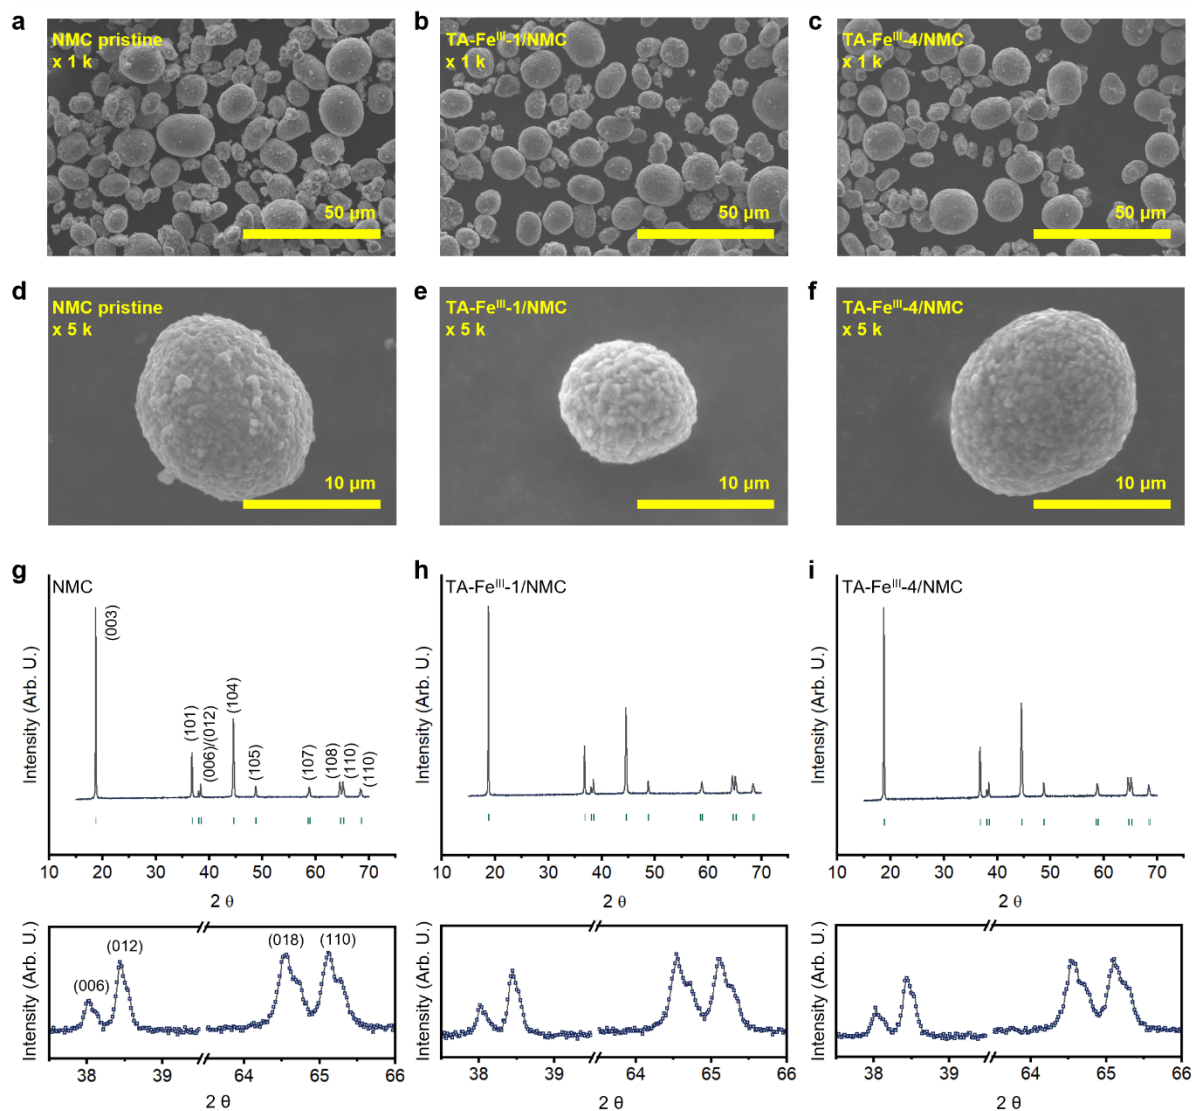 a
NMC pristine
x 1 k
50 µm
b
TA-Feᴵᴵᴵ-1/NMC
x 1 k
50 µm
c
TA-Feᴵᴵᴵ-4/NMC
x 1 k
50 µm
d
NMC pristine
x 5 k
10 µm
e
TA-Feᴵᴵᴵ-1/NMC
x 5 k
10 µm
f
TA-Feᴵᴵᴵ-4/NMC
x 5 k
10 µm
g
NMC
Intensity (Arb. U.)
(003)
(101)
(006)/(012)
(104)
(105)
(107)
(108)
(110)
(110)
10 20 30 40 50 60 70
2 θ
h
TA-Feᴵᴵᴵ-1/NMC
Intensity (Arb. U.)
10 20 30 40 50 60 70
2 θ
i
TA-Feᴵᴵᴵ-4/NMC
Intensity (Arb. U.)
10 20 30 40 50 60 70
2 θ
Intensity (Arb. U.)
(006)
(012)
(018)
(110)
38 39 64 65 66
2 θ
Intensity (Arb. U.)
38 39 64 65 66
2 θ
Intensity (Arb. U.)
38 39 64 65 66
2 θ